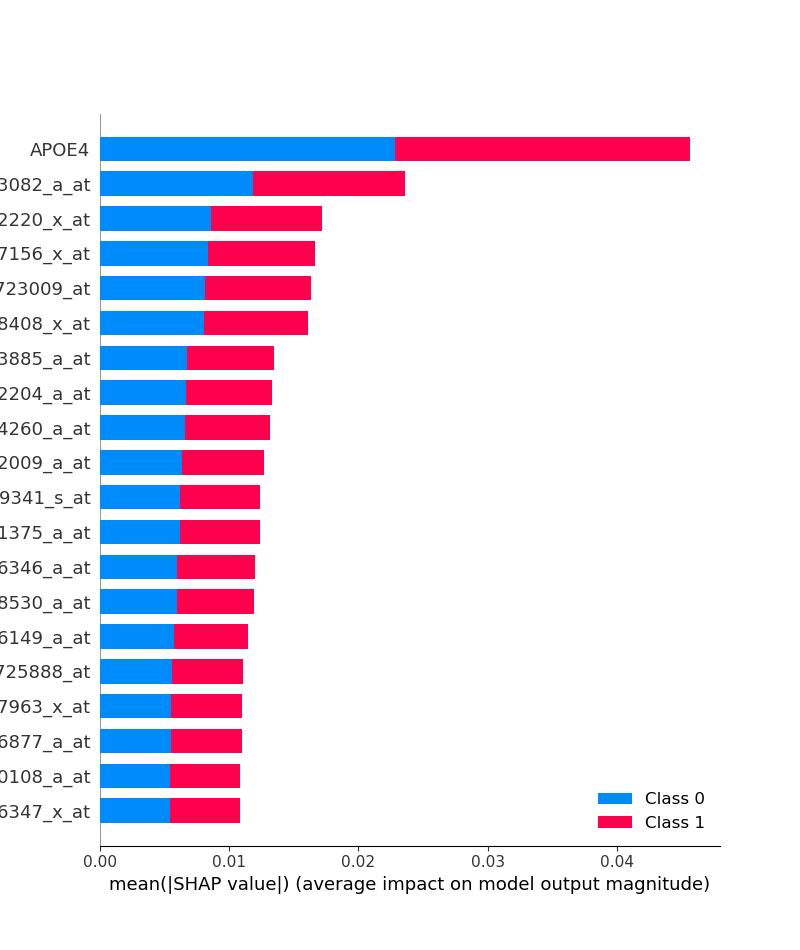 APOE4
3082_a_at
2220_x_at
7156_x_at
723009_at
8408_x_at
3885_a_at
2204_a_at
4260_a_at
2009_a_at
9341_s_at
1375_a_at
6346_a_at
8530_a_at
6149_a_at
725888_at
7963_x_at
6877_a_at
0108_a_at
6347_x_at
Class 0
Class 1
0.00 0.01 0.02 0.03 0.04
mean(|SHAP value|) (average impact on model output magnitude)